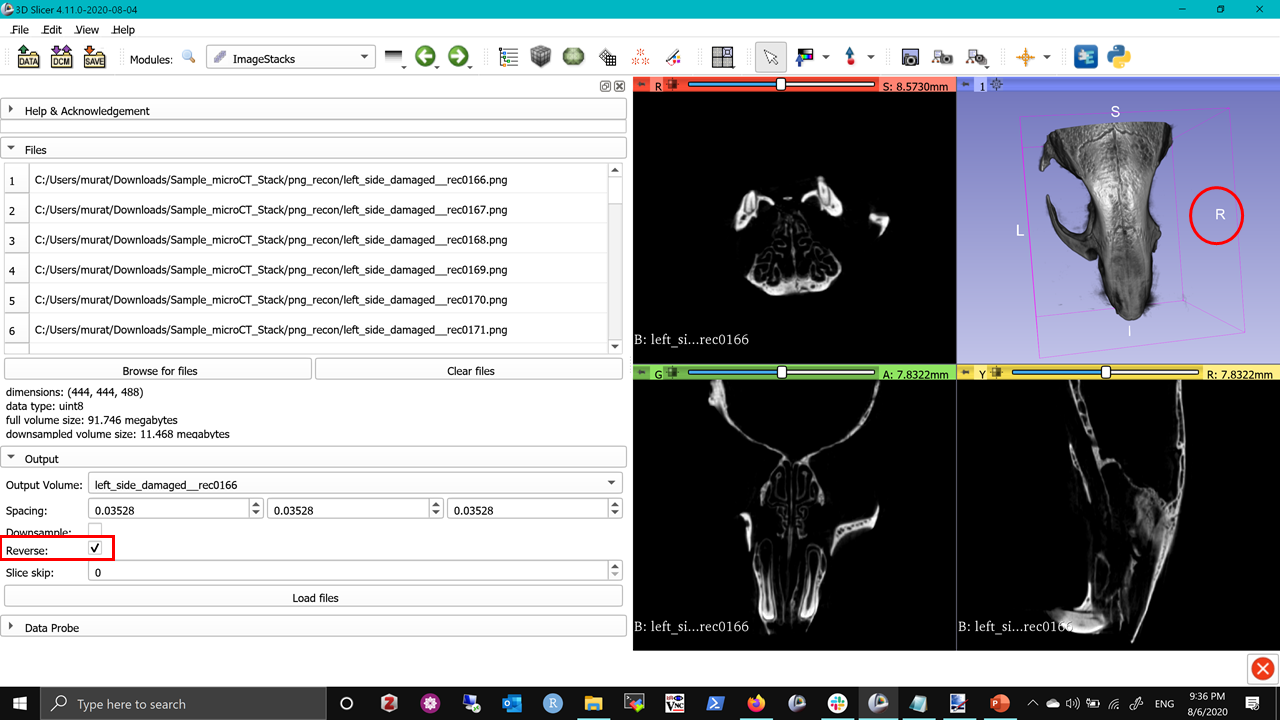 3D Slicer 4.11.0-2020-08-04
File Edit View Help
DATA DCM SAVE Modules: ImageStacks
Help & Acknowledgement
Files
1 C:/Users/murat/Downloads/Sample_microCT_Stack/png_recon/left_side_damaged__rec0166.png
2 C:/Users/murat/Downloads/Sample_microCT_Stack/png_recon/left_side_damaged__rec0167.png
3 C:/Users/murat/Downloads/Sample_microCT_Stack/png_recon/left_side_damaged__rec0168.png
4 C:/Users/murat/Downloads/Sample_microCT_Stack/png_recon/left_side_damaged__rec0169.png
5 C:/Users/murat/Downloads/Sample_microCT_Stack/png_recon/left_side_damaged__rec0170.png
6 C:/Users/murat/Downloads/Sample_microCT_Stack/png_recon/left_side_damaged__rec0171.png
Browse for files Clear files
dimensions: (444, 444, 488)
data type: uint8
full volume size: 91.746 megabytes
downsampled volume size: 11.468 megabytes
Output
Output Volume: left_side_damaged__rec0166
Spacing: 0.03528 0.03528 0.03528
Downsample:
Reverse:
Slice skip: 0
Load files
Data Probe
R S: 8.5730mm
B: left_si...rec0166
1
S
L
R
I
G A: 7.8322mm
B: left_si...rec0166
Y R: 7.8322mm
B: left_si...rec0166
Type here to search
ENG
9:36 PM
8/6/2020